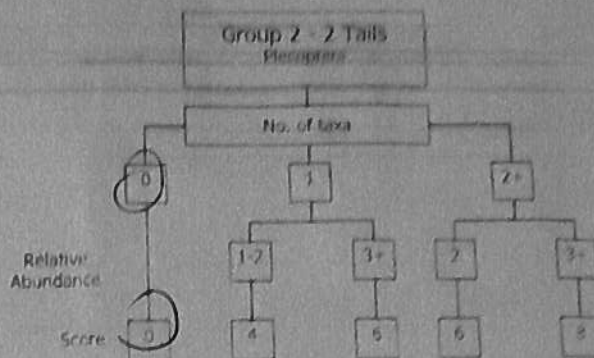 Group 2 - 2 Tails
Plecoptera
No. of taxa
0 1 2+
Relative
Abundance
1-2 3+ 2 3+
Score 0 4 6 6 8